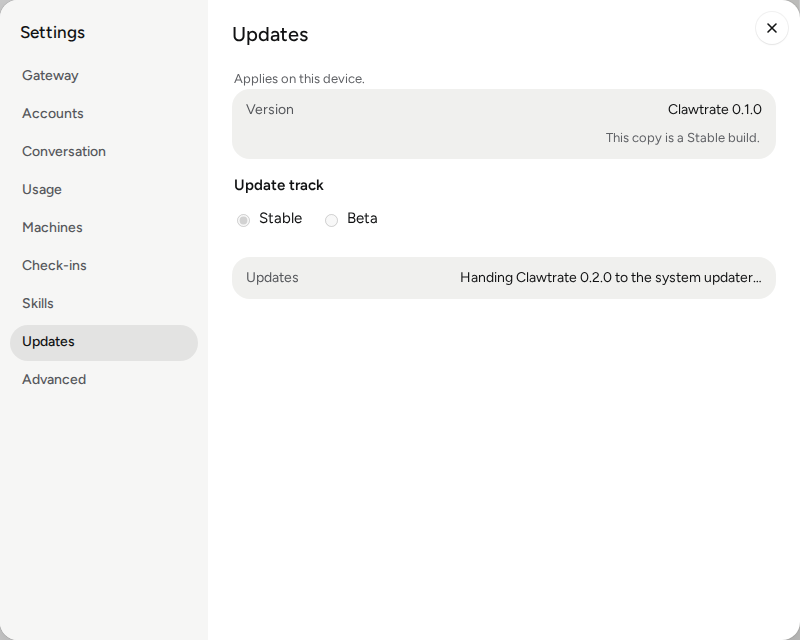 Settings
Gateway
Accounts
Conversation
Usage
Machines
Check-ins
Skills
Updates
Advanced
Updates
Applies on this device.
Version
Clawtrate 0.1.0
This copy is a Stable build.
Update track
Stable
Beta
Updates
Handing Clawtrate 0.2.0 to the system updater...